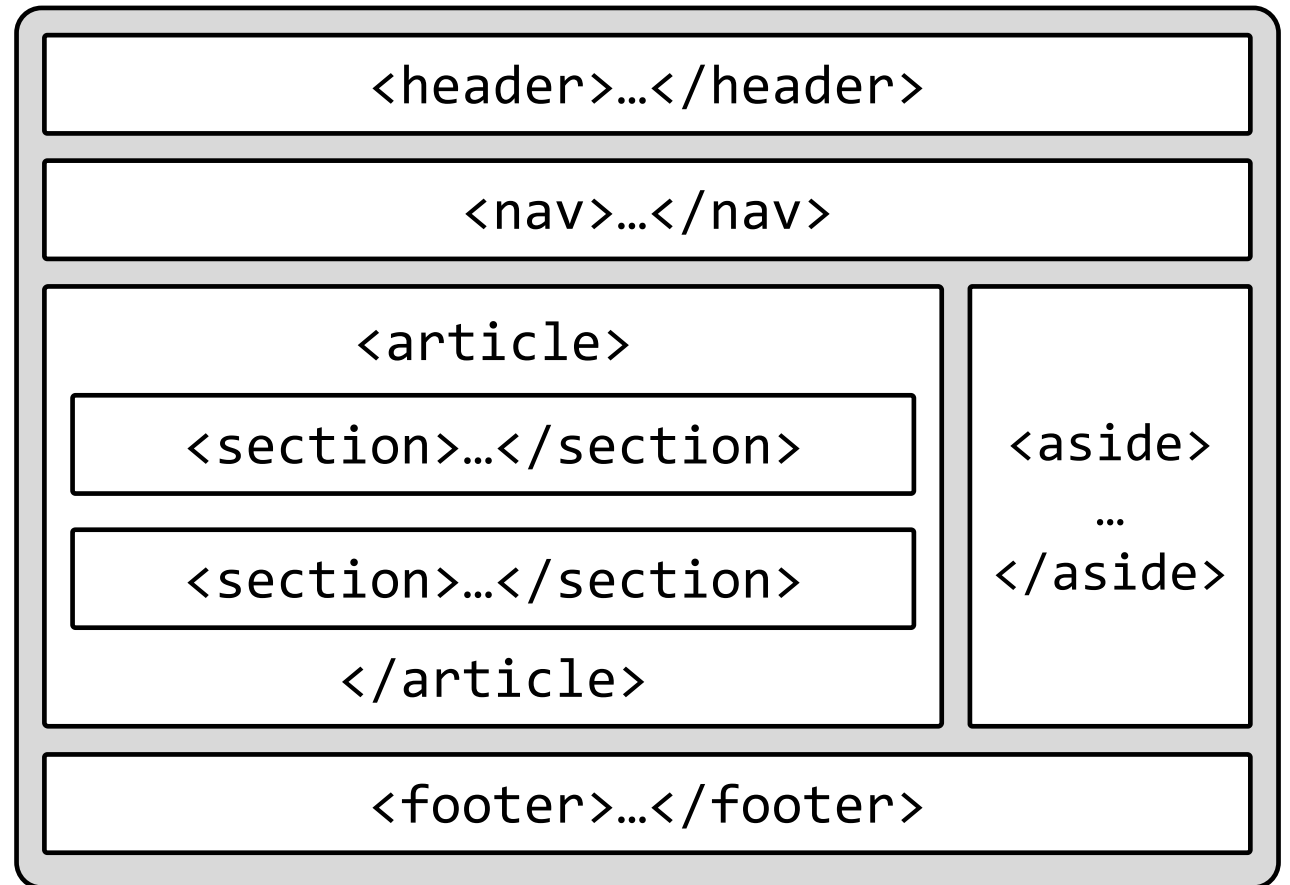 <header>…</header>
<nav>…</nav>
<article>
<section>…</section>
<section>…</section>
</article>
<aside>
…
</aside>
<footer>…</footer>